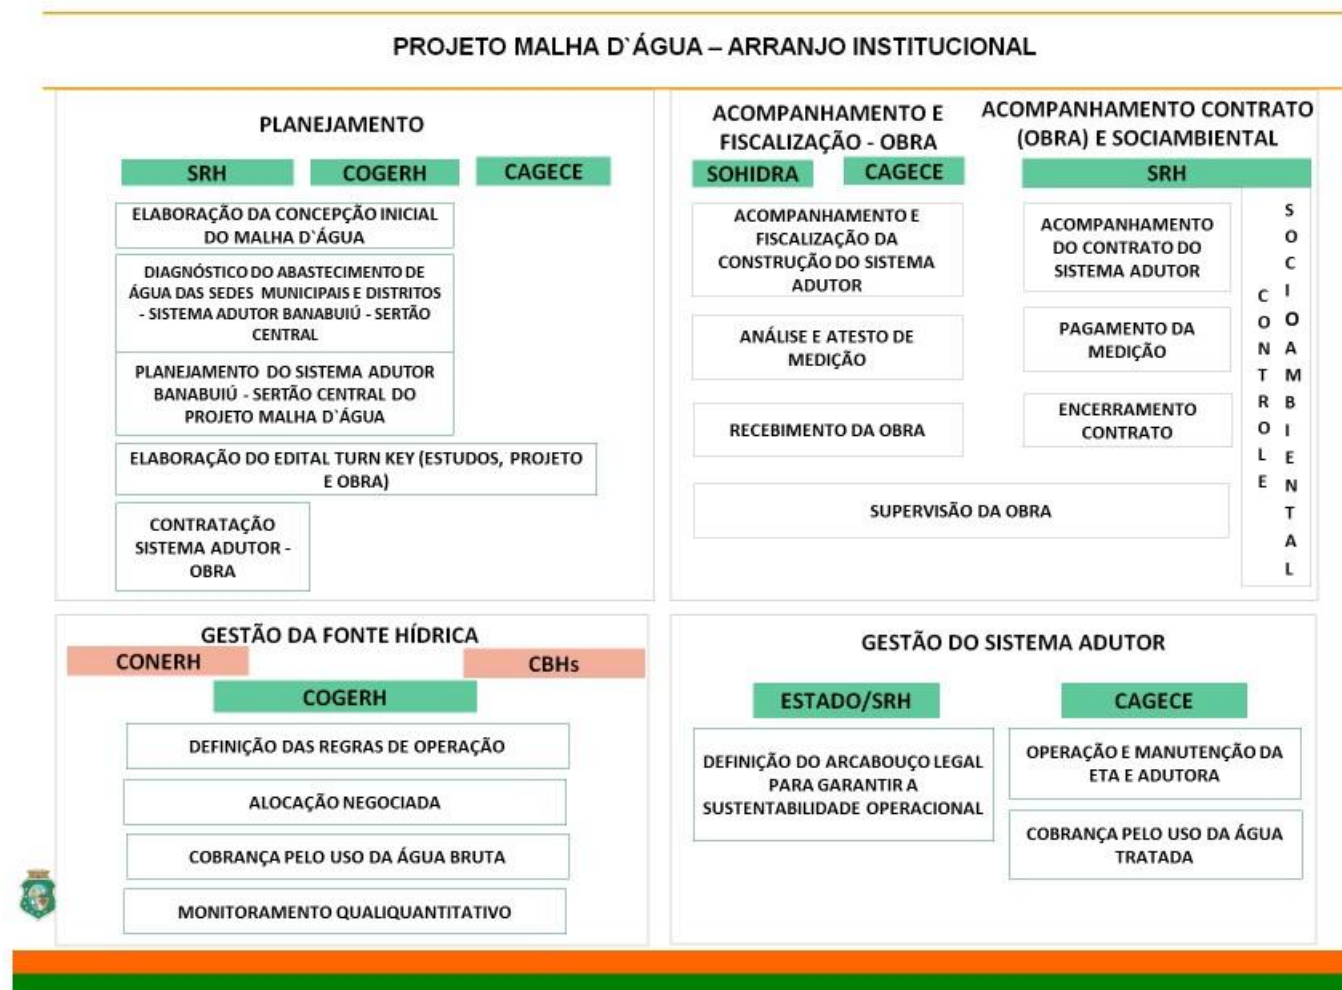 PROJETO MALHA D`ÁGUA – ARRANJO INSTITUCIONAL
PLANEJAMENTO
SRH
COGERH
CAGECE
ELABORAÇÃO DA CONCEPÇÃO INICIAL
DO MALHA D`ÁGUA
DIAGNÓSTICO DO ABASTECIMENTO DE
ÁGUA DAS SEDES MUNICIPAIS E DISTRITOS
- SISTEMA ADUTOR BANABUIÚ - SERTÃO
CENTRAL
PLANEJAMENTO DO SISTEMA ADUTOR
BANABUIÚ - SERTÃO CENTRAL DO
PROJETO MALHA D`ÁGUA
ELABORAÇÃO DO EDITAL TURN KEY (ESTUDOS, PROJETO
E OBRA)
CONTRATAÇÃO
SISTEMA ADUTOR -
OBRA
ACOMPANHAMENTO E
FISCALIZAÇÃO - OBRA
SOHIDRA
CAGECE
ACOMPANHAMENTO E
FISCALIZAÇÃO DA
CONSTRUÇÃO DO SISTEMA
ADUTOR
ANÁLISE E ATESTO DE
MEDIÇÃO
RECEBIMENTO DA OBRA
ACOMPANHAMENTO CONTRATO
(OBRA) E SOCIAMBIENTAL
SRH
ACOMPANHAMENTO
DO CONTRATO DO
SISTEMA ADUTOR
PAGAMENTO DA
MEDIÇÃO
ENCERRAMENTO
CONTRATO
SUPERVISÃO DA OBRA
CONTROLE
SOCIOAMBIENTAL
GESTÃO DA FONTE HÍDRICA
CONERH
CBHs
COGERH
DEFINIÇÃO DAS REGRAS DE OPERAÇÃO
ALOCAÇÃO NEGOCIADA
COBRANÇA PELO USO DA ÁGUA BRUTA
MONITORAMENTO QUALIQUANTITATIVO
GESTÃO DO SISTEMA ADUTOR
ESTADO/SRH
CAGECE
DEFINIÇÃO DO ARCABOUÇO LEGAL
PARA GARANTIR A
SUSTENTABILIDADE OPERACIONAL
OPERAÇÃO E MANUTENÇÃO DA
ETA E ADUTORA
COBRANÇA PELO USO DA ÁGUA
TRATADA